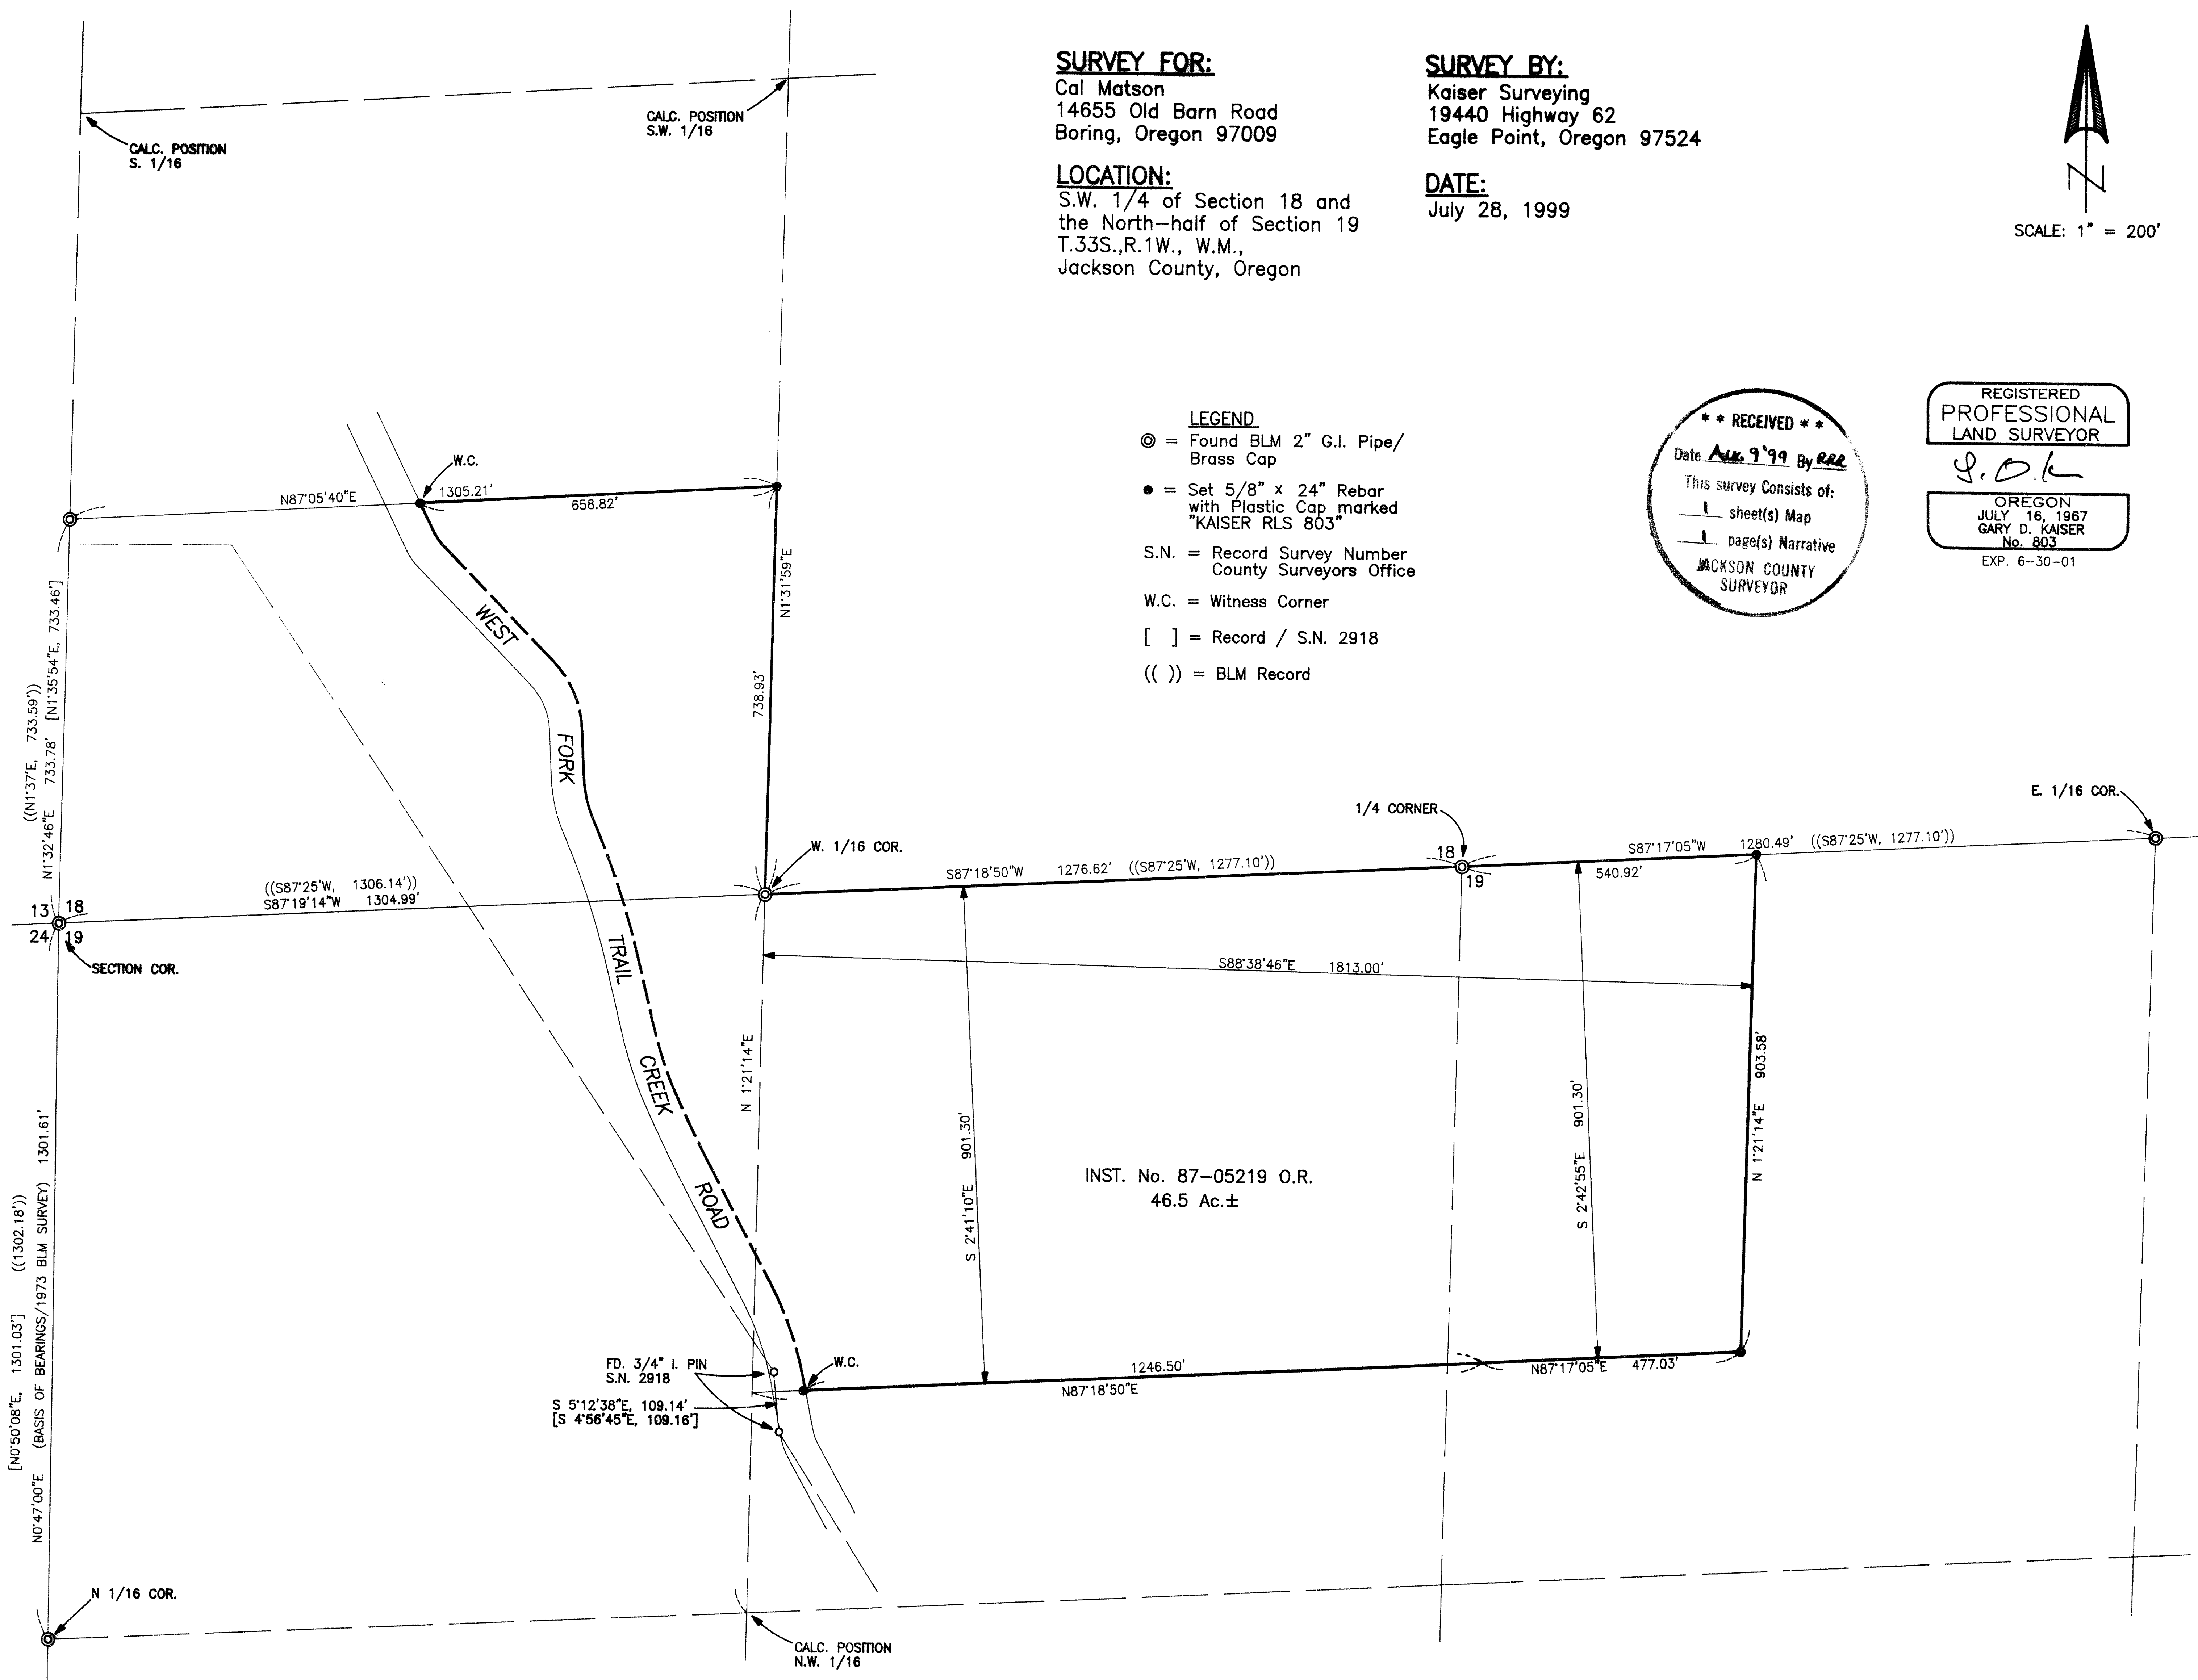 SURVEY FOR:
Cal Matson
14655 Old Barn Road
Boring, Oregon 97009
LOCATION:
S.W. 1/4 of Section 18 and
the North-half of Section 19
T.33S.,R.1W., W.M.,
Jackson County, Oregon
SURVEY BY:
Kaiser Surveying
19440 Highway 62
Eagle Point, Oregon 97524
DATE:
July 28, 1999
N
SCALE: 1" = 200'
CALC. POSITION
S. 1/16
CALC. POSITION
S.W. 1/16
LEGEND
◎ = Found BLM 2" G.I. Pipe/
Brass Cap
● = Set 5/8" x 24" Rebar
with Plastic Cap marked
"KAISER RLS 803"
S.N. = Record Survey Number
County Surveyors Office
W.C. = Witness Corner
[ ] = Record / S.N. 2918
(( )) = BLM Record
* * RECEIVED * *
Date Aug. 9 '99 By RRR
This survey Consists of:
1 sheet(s) Map
1 page(s) Narrative
JACKSON COUNTY
SURVEYOR
REGISTERED
PROFESSIONAL
LAND SURVEYOR
OREGON
JULY 16, 1967
GARY D. KAISER
No. 803
EXP. 6-30-01
W.C.
N87°05'40"E
1305.21'
658.82'
N1°31'59"E
738.93'
((N1°37'E, 733.59'))
N1°32'46"E 733.78' [N1°35'54"E, 733.46']
WEST
FORK
TRAIL
CREEK
ROAD
W. 1/16 COR.
1/4 CORNER
E. 1/16 COR.
((S87°25'W, 1306.14'))
S87°19'14"W 1304.99'
S87°18'50"W 1276.62' ((S87°25'W, 1277.10'))
18
19
S87°17'05"W 1280.49' ((S87°25'W, 1277.10'))
540.92'
13 18
24 19
SECTION COR.
S88°38'46"E 1813.00'
N 1°21'14"E
S 2°41'10"E 901.30'
S 2°42'55"E 901.30'
N 1°21'14"E 903.58'
INST. No. 87-05219 O.R.
46.5 Ac.±
[N0°50'08"E, 1301.03'] ((1302.18'))
N0°47'00"E (BASIS OF BEARINGS/1973 BLM SURVEY) 1301.61'
FD. 3/4" I. PIN
S.N. 2918
S 5°12'38"E, 109.14'
[S 4°56'45"E, 109.16']
W.C.
1246.50'
N87°18'50"E
N87°17'05"E 477.03'
N 1/16 COR.
CALC. POSITION
N.W. 1/16